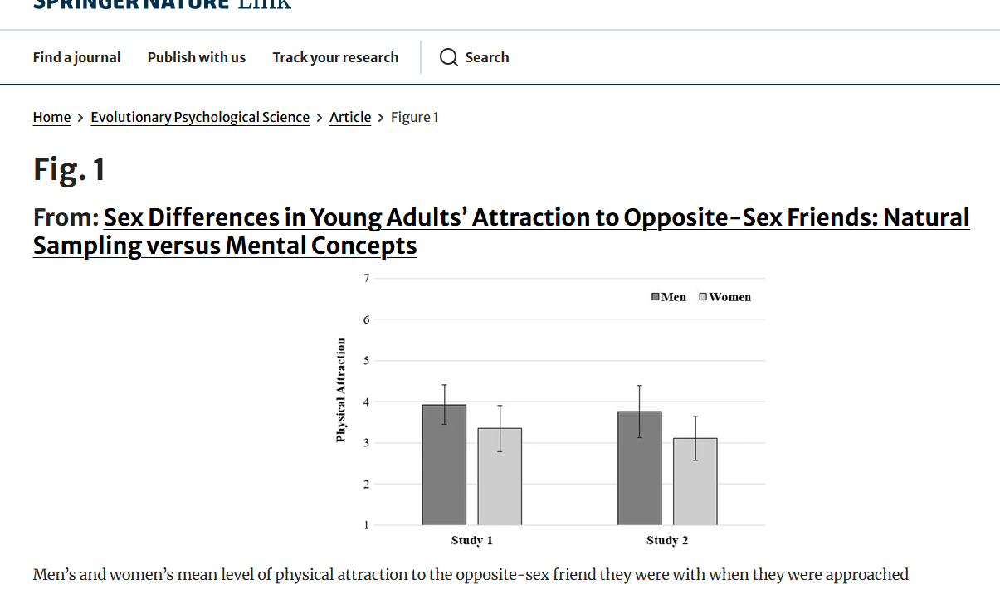 SPRINGER NATURE Link
Find a journal Publish with us Track your research Search
Home > Evolutionary Psychological Science > Article > Figure 1
Fig. 1
From: Sex Differences in Young Adults’ Attraction to Opposite-Sex Friends: Natural
Sampling versus Mental Concepts
7
Men Women
6
5
4
3
2
1
Physical Attraction
Study 1 Study 2
Men’s and women’s mean level of physical attraction to the opposite-sex friend they were with when they were approached